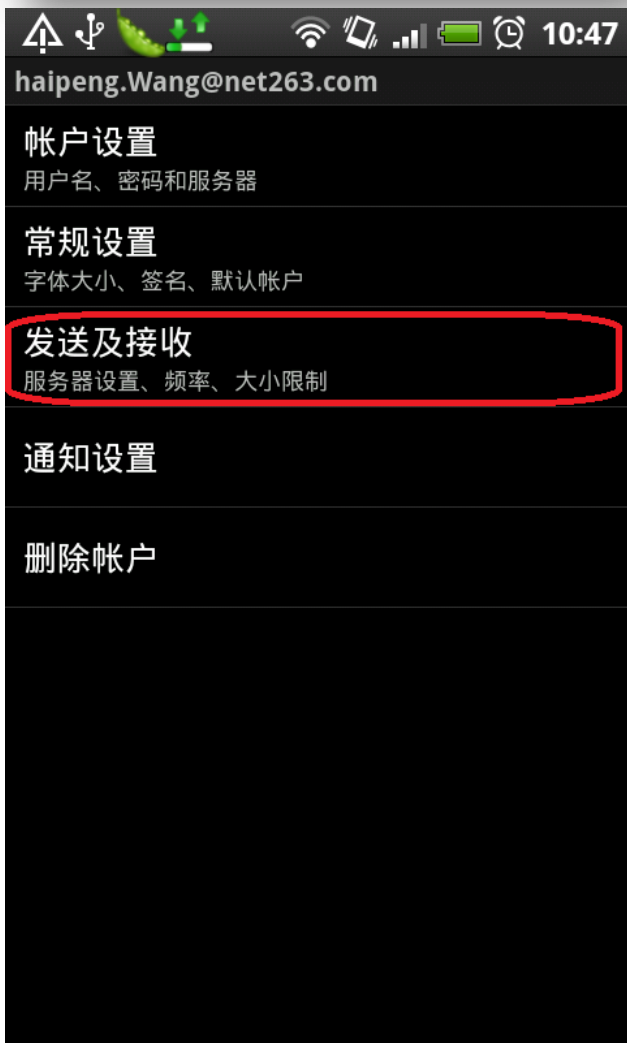 10:47
haipeng.Wang@net263.com
帐户设置
用户名、密码和服务器
常规设置
字体大小、签名、默认帐户
发送及接收
服务器设置、频率、大小限制
通知设置
删除帐户